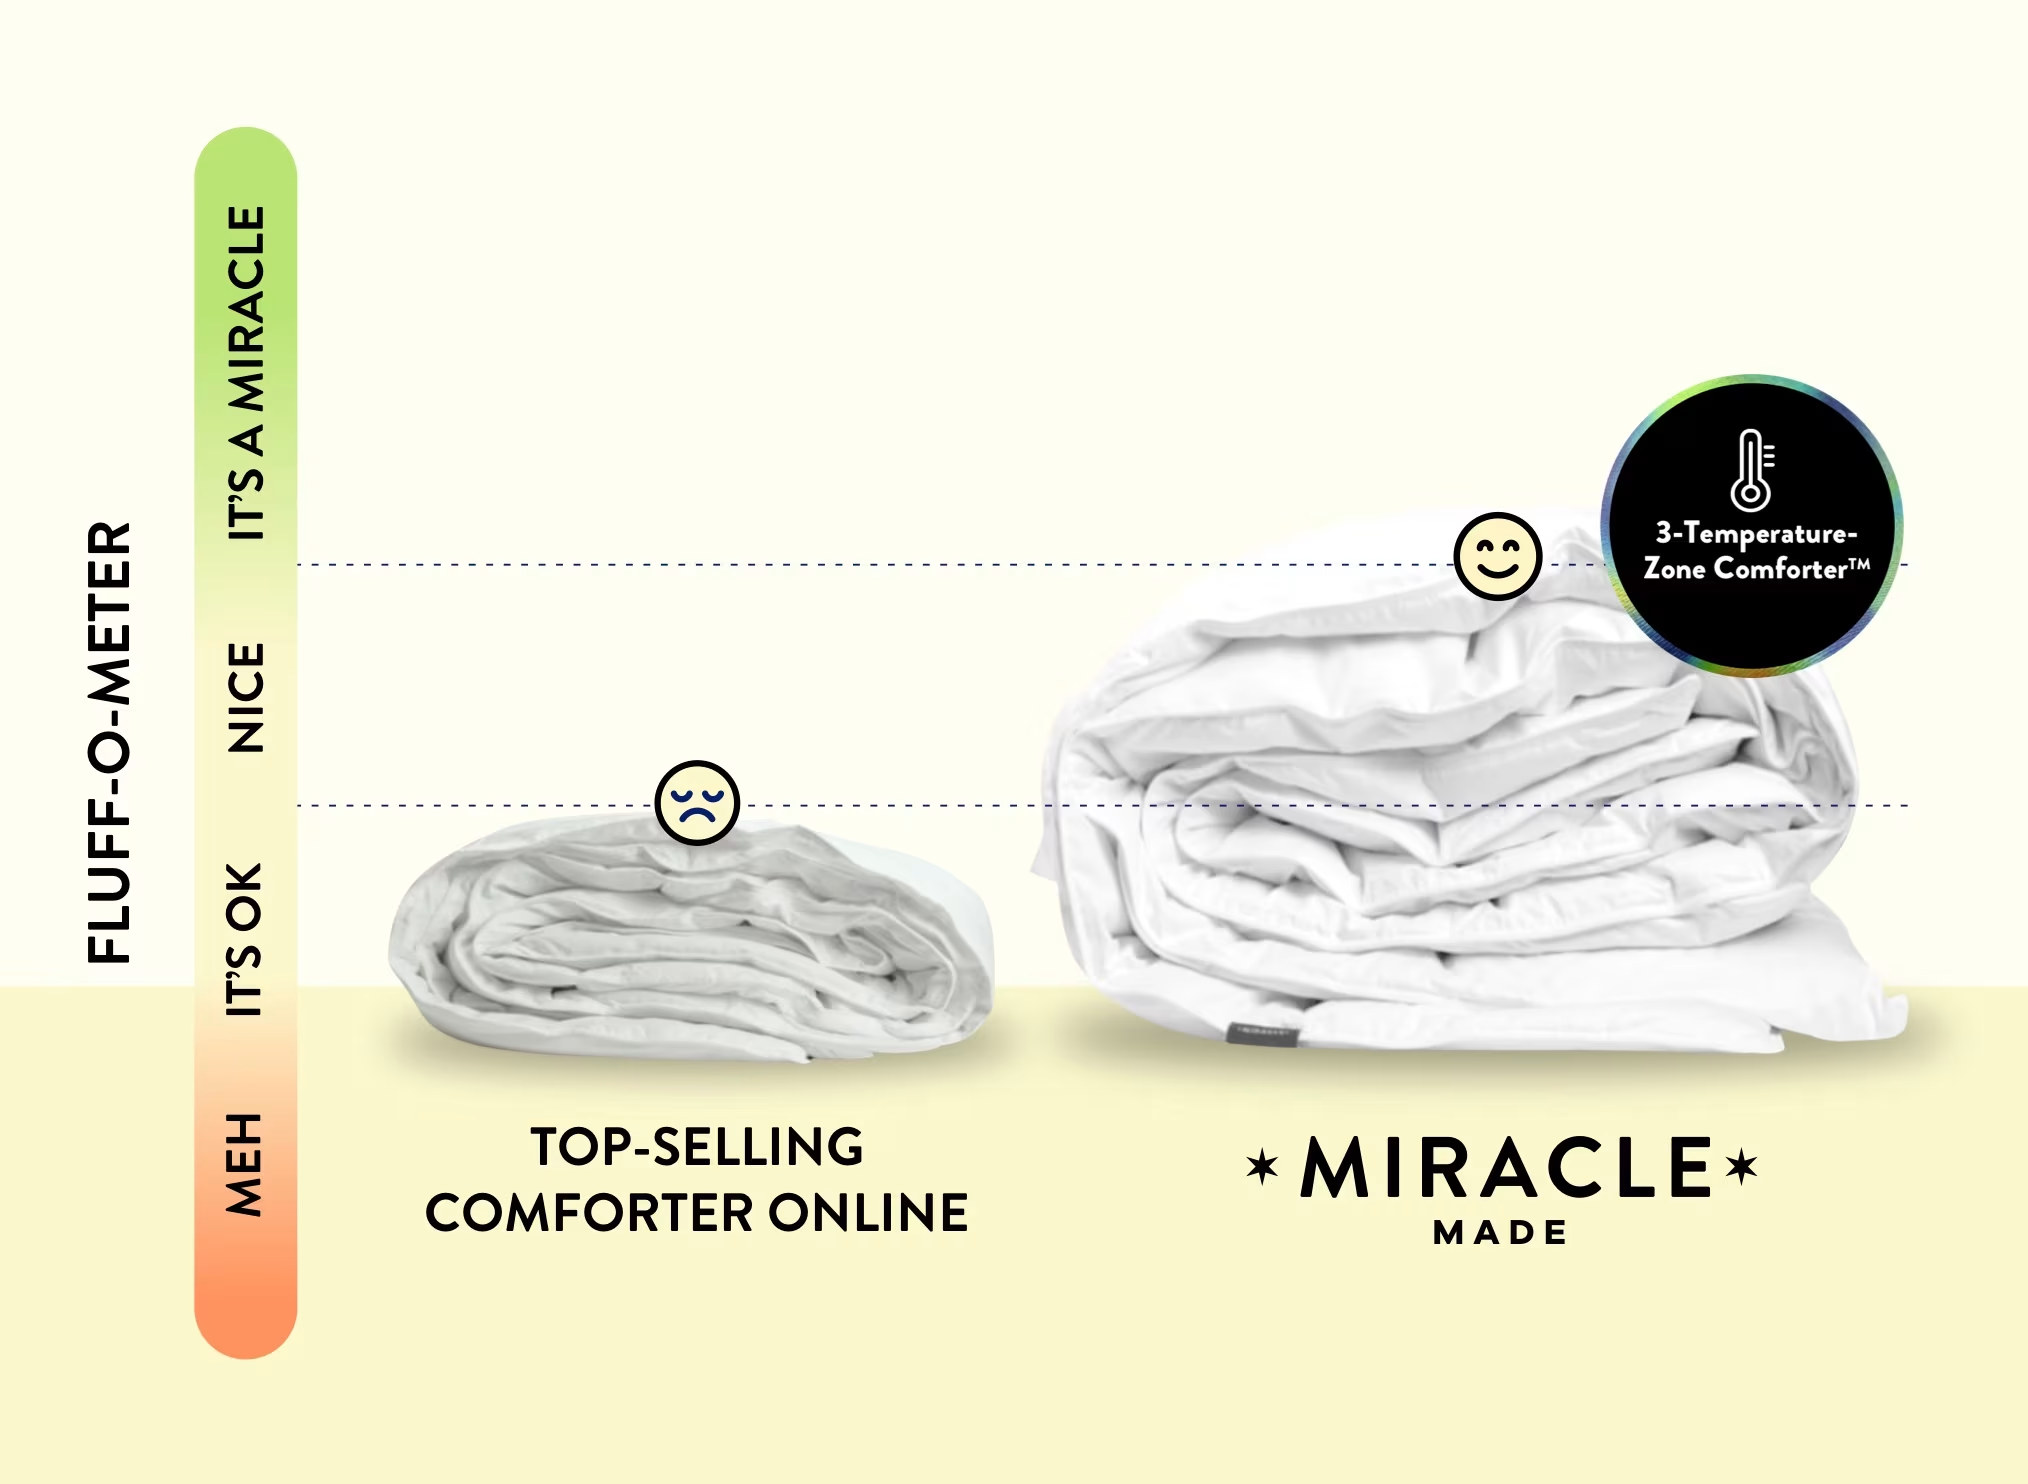 FLUFF-O-METER
IT'S A MIRACLE
NICE
IT'S OK
MEH
3-Temperature-
Zone Comforter™
TOP-SELLING
COMFORTER ONLINE
MIRACLE
MADE